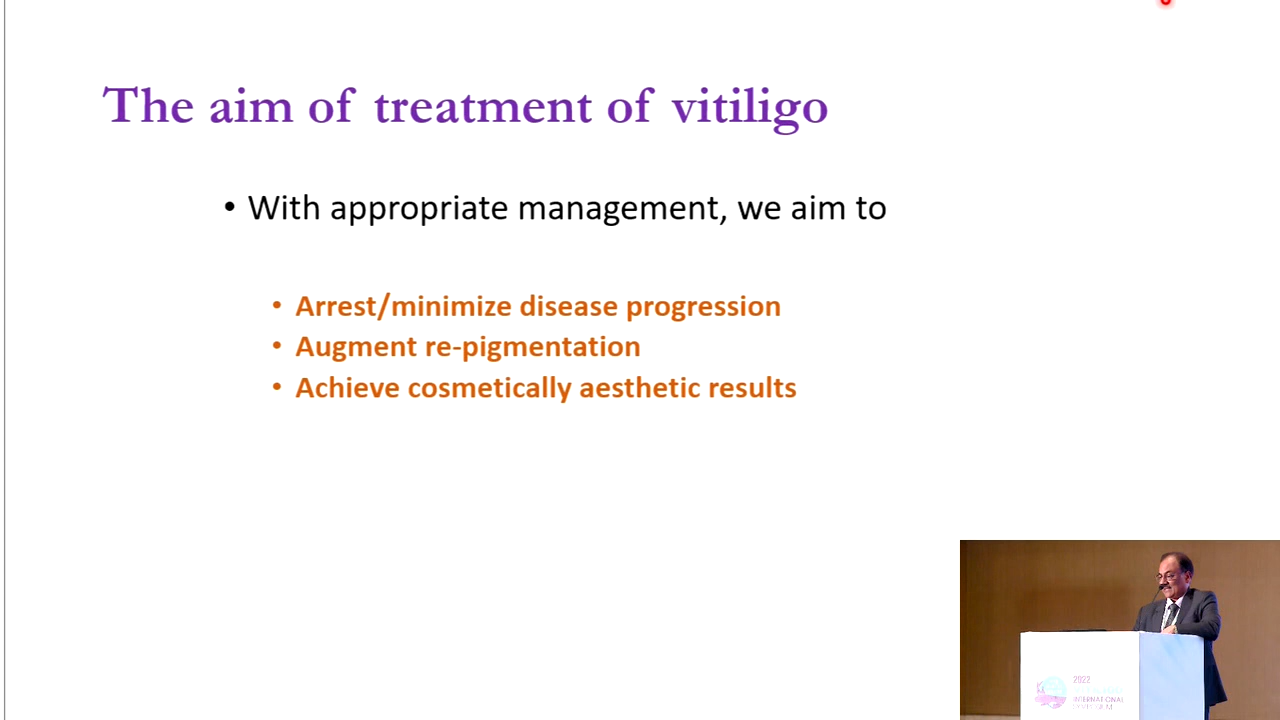 The aim of treatment of vitiligo
• With appropriate management, we aim to
• Arrest/minimize disease progression
• Augment re-pigmentation
• Achieve cosmetically aesthetic results
2022
INTERNATIONAL